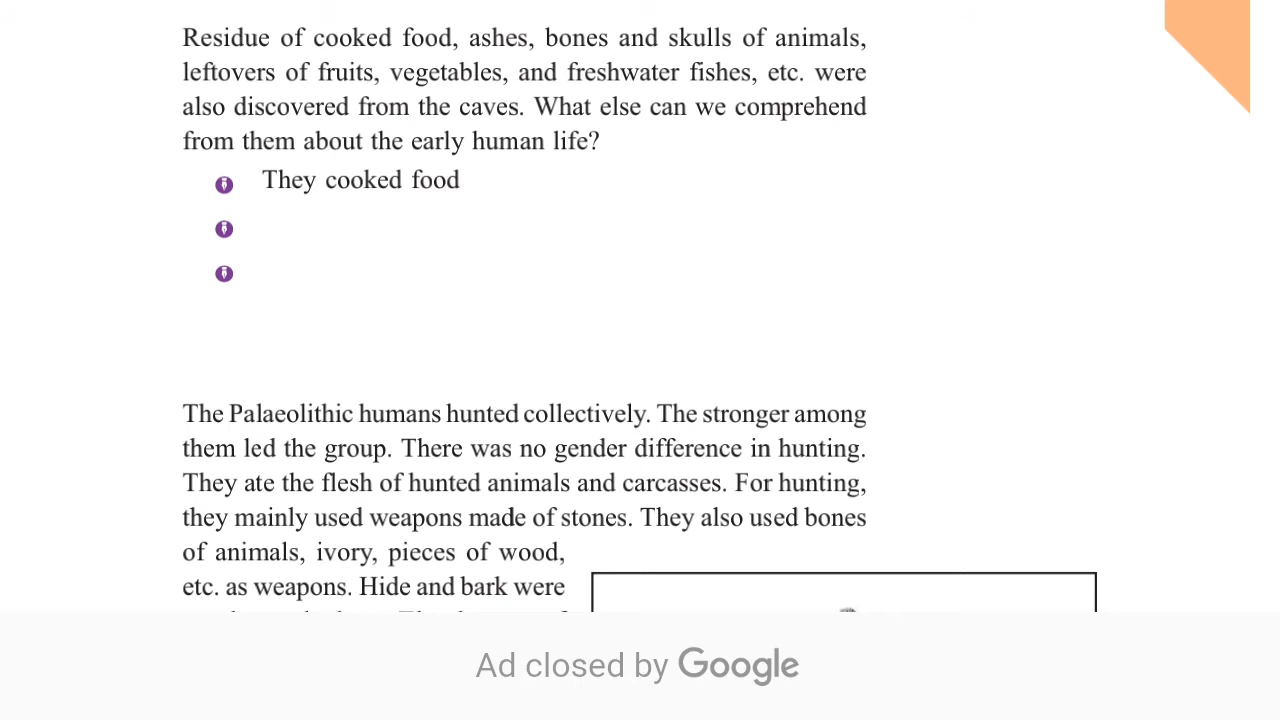 Residue of cooked food, ashes, bones and skulls of animals,
leftovers of fruits, vegetables, and freshwater fishes, etc. were
also discovered from the caves. What else can we comprehend
from them about the early human life?
They cooked food
The Palaeolithic humans hunted collectively. The stronger among
them led the group. There was no gender difference in hunting.
They ate the flesh of hunted animals and carcasses. For hunting,
they mainly used weapons made of stones. They also used bones
of animals, ivory, pieces of wood,
etc. as weapons. Hide and bark were
Ad closed by Google